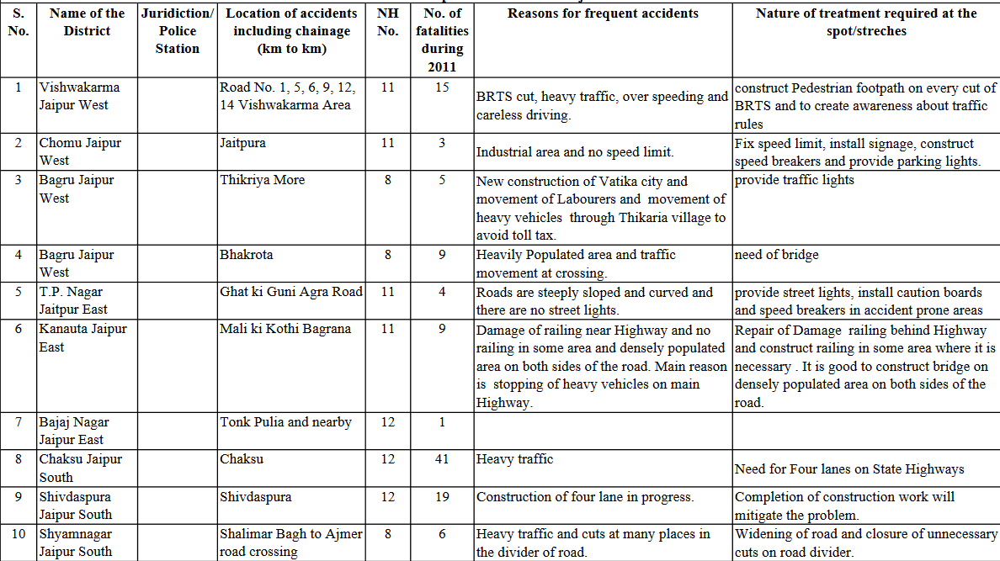 S.
No.
Name of the
District
Juridiction/
Police
Station
Location of accidents
including chainage
(km to km)
NH
No.
No. of
fatalities
during
2011
Reasons for frequent accidents
Nature of treatment required at the
spot/streches
1
Vishwakarma
Jaipur West
Road No. 1, 5, 6, 9, 12,
14 Vishwakarma Area
11
15
BRTS cut, heavy traffic, over speeding and
careless driving.
construct Pedestrian footpath on every cut of
BRTS and to create awareness about traffic
rules
2
Chomu Jaipur
West
Jaitpura
11
3
Industrial area and no speed limit.
Fix speed limit, install signage, construct
speed breakers and provide parking lights.
3
Bagru Jaipur
West
Thikriya More
8
5
New construction of Vatika city and
movement of Labourers and movement of
heavy vehicles through Thikaria village to
avoid toll tax.
provide traffic lights
4
Bagru Jaipur
West
Bhakrota
8
9
Heavily Populated area and traffic
movement at crossing.
need of bridge
5
T.P. Nagar
Jaitpur East
Ghat ki Guni Agra Road
11
4
Roads are steeply sloped and curved and
there are no street lights.
provide street lights, install caution boards
and speed breakers in accident prone areas
6
Kanauta Jaipur
East
Mali ki Kothi Bagrana
11
9
Damage of railing near Highway and no
railing in some area and densely populated
area on both sides of the road. Main reason
is stopping of heavy vehicles on main
Highway.
Repair of Damage railing behind Highway
and construct railing in some area where it is
necessary . It is good to construct bridge on
densely populated area on both sides of the
road.
7
Bajaj Nagar
Jaipur East
Tonk Pulia and nearby
12
1
8
Chaksu Jaipur
South
Chaksu
12
41
Heavy traffic
Need for Four lanes on State Highways
9
Shivdaspura
Jaipur South
Shivdaspura
12
19
Construction of four lane in progress.
Completion of construction work will
mitigate the problem.
10
Shyamnagar
Jaipur South
Shalimar Bagh to Ajmer
road crossing
8
6
Heavy traffic and cuts at many places in
the divider of road.
Widening of road and closure of unnecessary
cuts on road divider.